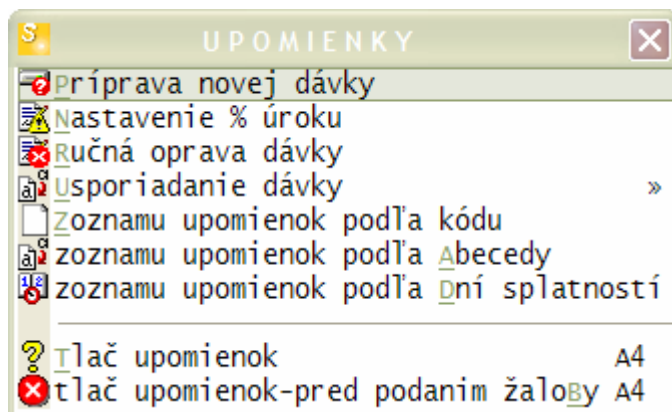 UPOMIENKY
Príprava novej dávky
Nastavenie % úroku
Ručná oprava dávky
Usporiadanie dávky »
Zoznamu upomienok podľa kódu
zoznamu upomienok podľa Abecedy
zoznamu upomienok podľa Dní splatností
Tlač upomienok A4
tlač upomienok-pred podanim žaloBy A4